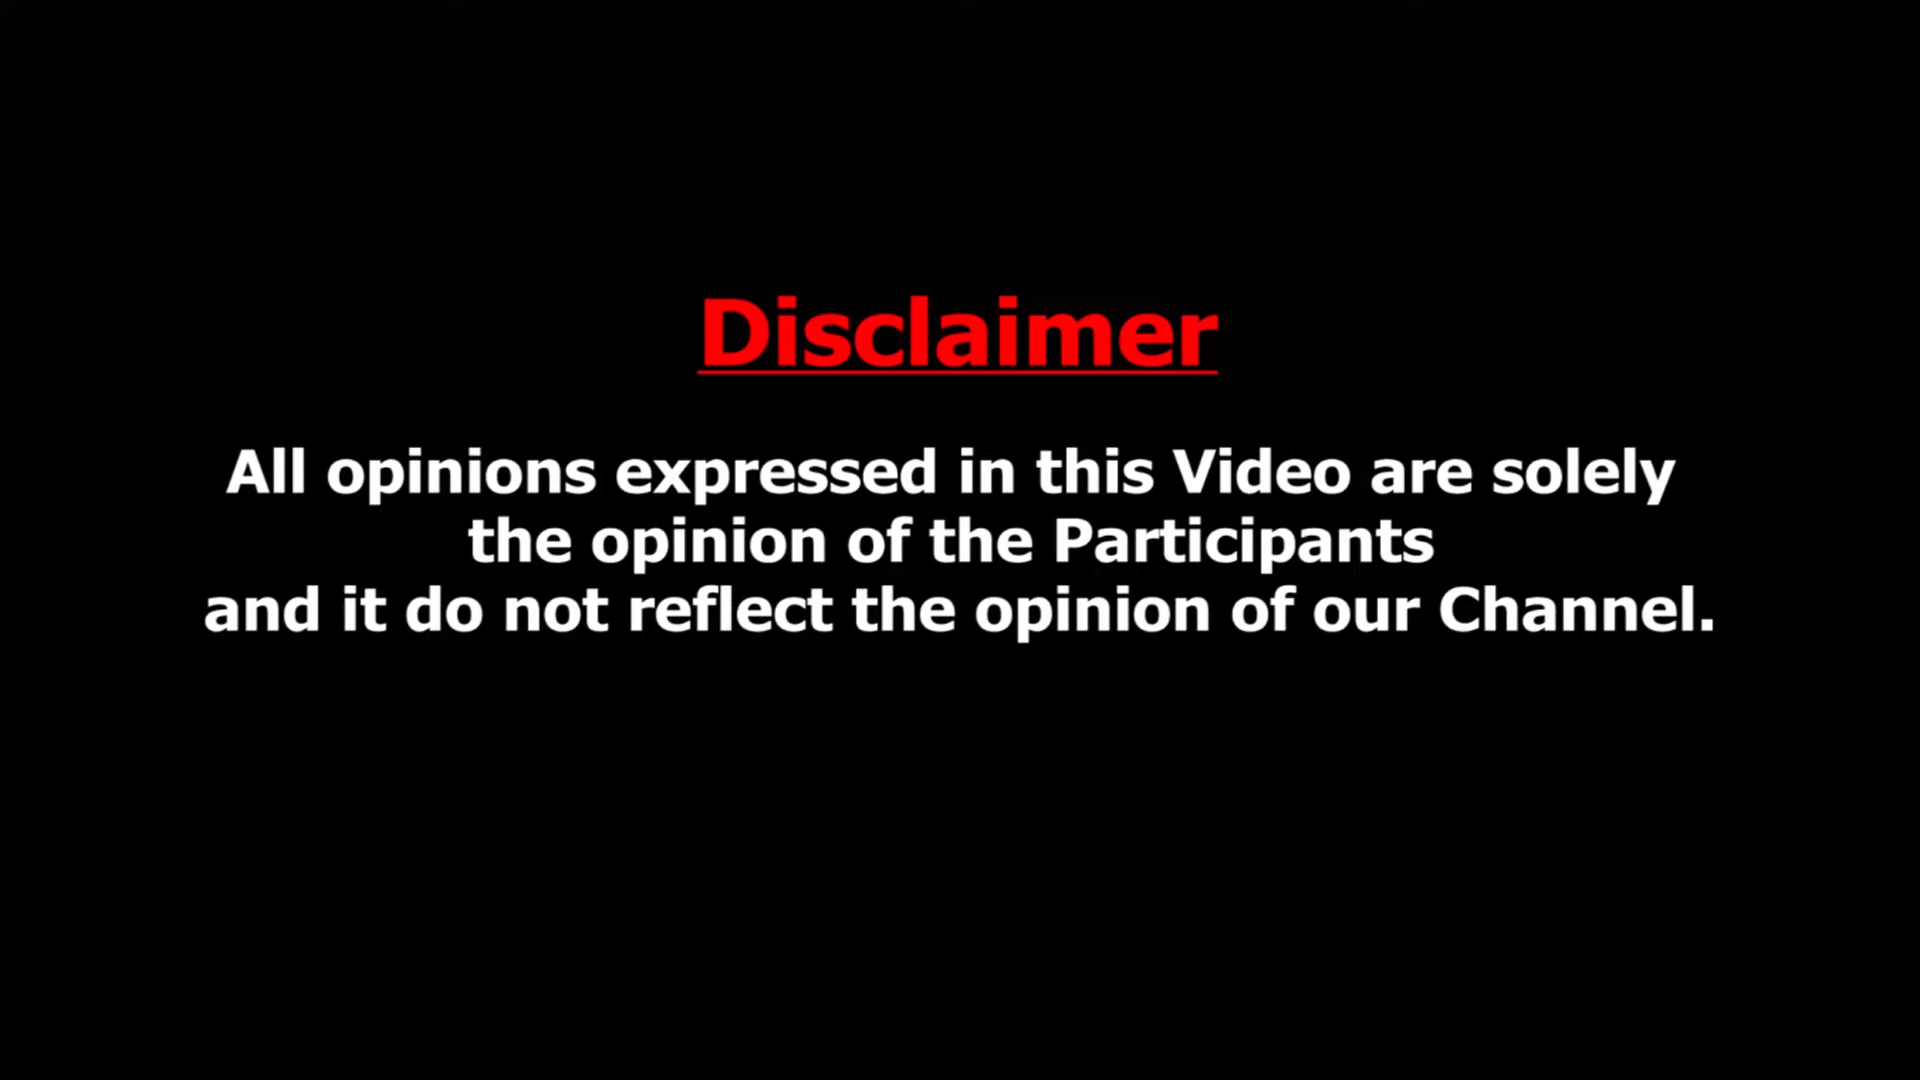 Disclaimer
All opinions expressed in this Video are solely
the opinion of the Participants
and it do not reflect the opinion of our Channel.